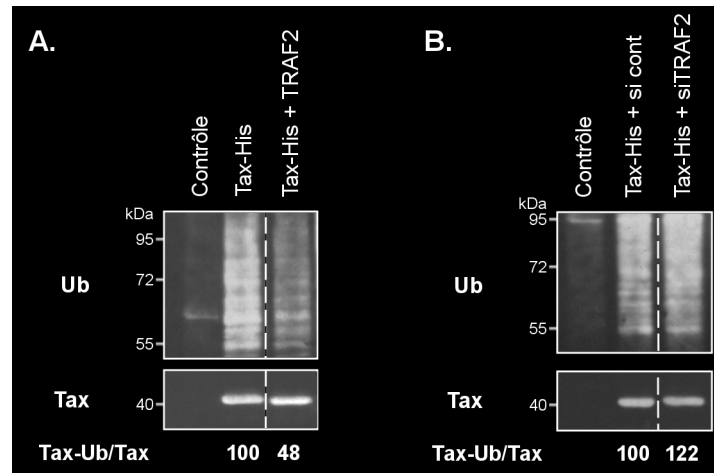 A.
Contrôle
Tax-His
Tax-His + TRAF2
kDa
95
72
55
Ub
Tax
40
Tax-Ub/Tax 100 48
B.
Contrôle
Tax-His + si cont
Tax-His + siTRAF2
kDa
95
72
55
Ub
Tax
40
Tax-Ub/Tax 100 122